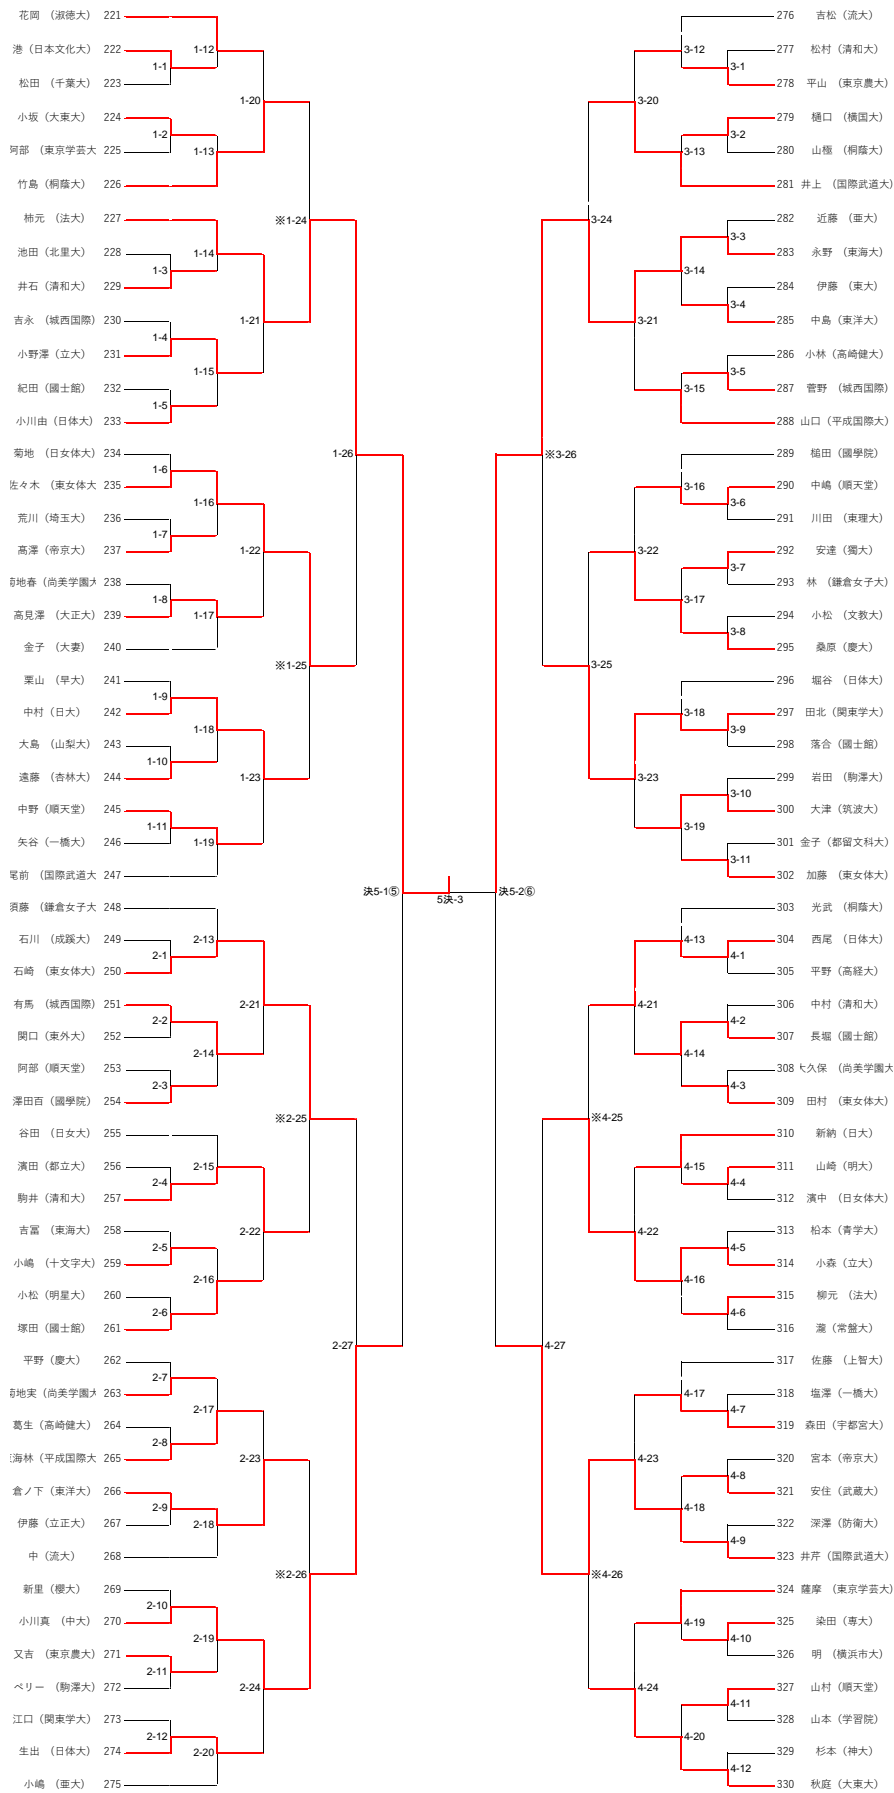 花岡（淑徳大） 221
港（日本文化大） 222
松田（千葉大） 223
小坂（大東大） 224
阿部（東京学芸大 225
竹島（桐蔭大） 226
柿元（法大） 227
池田（北里大） 228
井石（清和大） 229
吉永（城西国際） 230
小野澤（立大） 231
紀田（國士館） 232
小川由（日体大） 233
菊地（日女体大） 234
佐々木（東女体大 235
荒川（埼玉大） 236
髙澤（帝京大） 237
菊地春（尚美学園大 238
高見澤（大正大） 239
金子（大妻） 240
栗山（早大） 241
中村（日大） 242
大島（山梨大） 243
遠藤（杏林大） 244
中野（順天堂） 245
矢谷（一橋大） 246
尾前（国際武道大 247
須藤（鎌倉女子大 248
石川（成蹊大） 249
石崎（東女体大） 250
有馬（城西国際） 251
関口（東外大） 252
阿部（順天堂） 253
澤田百（國學院） 254
谷田（日女大） 255
濱田（都立大） 256
駒井（清和大） 257
吉冨（東海大） 258
小嶋（十文字大） 259
小松（明星大） 260
塚田（國士館） 261
平野（慶大） 262
菊地実（尚美学園大 263
葛生（高崎健大） 264
海林（平成国際大 265
倉ノ下（東洋大） 266
伊藤（立正大） 267
中（流大） 268
新里（櫻大） 269
小川真（中大） 270
又吉（東京農大） 271
ペリー（駒澤大） 272
江口（関東学大） 273
生出（日体大） 274
小嶋（亜大） 275
1-1
1-2
1-3
1-4
1-5
1-6
1-7
1-8
1-9
1-10
1-11
1-12
1-13
1-14
1-15
1-16
1-17
1-18
1-19
1-20
1-21
1-22
1-23
※1-24
※1-25
1-26
2-1
2-2
2-3
2-4
2-5
2-6
2-7
2-8
2-9
2-10
2-11
2-12
2-13
2-14
2-15
2-16
2-17
2-18
2-19
2-20
2-21
2-22
2-23
2-24
※2-25
※2-26
2-27
決5-1⑤
5決-3
決5-2⑥
276 吉松（流大）
277 松村（清和大）
278 平山（東京農大）
279 樋口（横国大）
280 山極（桐蔭大）
281 井上（国際武道大）
282 近藤（亜大）
283 永野（東海大）
284 伊藤（東大）
285 中島（東洋大）
286 小林（高崎健大）
287 菅野（城西国際）
288 山口（平成国際大）
289 槌田（國學院）
290 中嶋（順天堂）
291 川田（東理大）
292 安達（獨大）
293 林（鎌倉女子大）
294 小松（文教大）
295 桑原（慶大）
296 堀谷（日体大）
297 田北（関東学大）
298 落合（國士館）
299 岩田（駒澤大）
300 大津（筑波大）
301 金子（都留文科大）
302 加藤（東女体大）
303 光武（桐蔭大）
304 西尾（日体大）
305 平野（高経大）
306 中村（清和大）
307 長堀（國士館）
308 大久保（尚美学園大
309 田村（東女体大）
310 新納（日大）
311 山崎（明大）
312 濱中（日女体大）
313 柗本（青学大）
314 小森（立大）
315 柳元（法大）
316 瀧（常盤大）
317 佐藤（上智大）
318 塩澤（一橋大）
319 森田（宇都宮大）
320 宮本（帝京大）
321 安住（武蔵大）
322 深澤（防衛大）
323 井芹（国際武道大）
324 薩摩（東京学芸大）
325 染田（専大）
326 明（横浜市大）
327 山村（順天堂）
328 山本（学習院）
329 杉本（神大）
330 秋庭（大東大）
3-1
3-2
3-3
3-4
3-5
3-6
3-7
3-8
3-9
3-10
3-11
3-12
3-13
3-14
3-15
3-16
3-17
3-18
3-19
3-20
3-21
3-22
3-23
3-24
3-25
※3-26
4-1
4-2
4-3
4-4
4-5
4-6
4-7
4-8
4-9
4-10
4-11
4-12
4-13
4-14
4-15
4-16
4-17
4-18
4-19
4-20
4-21
4-22
4-23
4-24
※4-25
※4-26
4-27